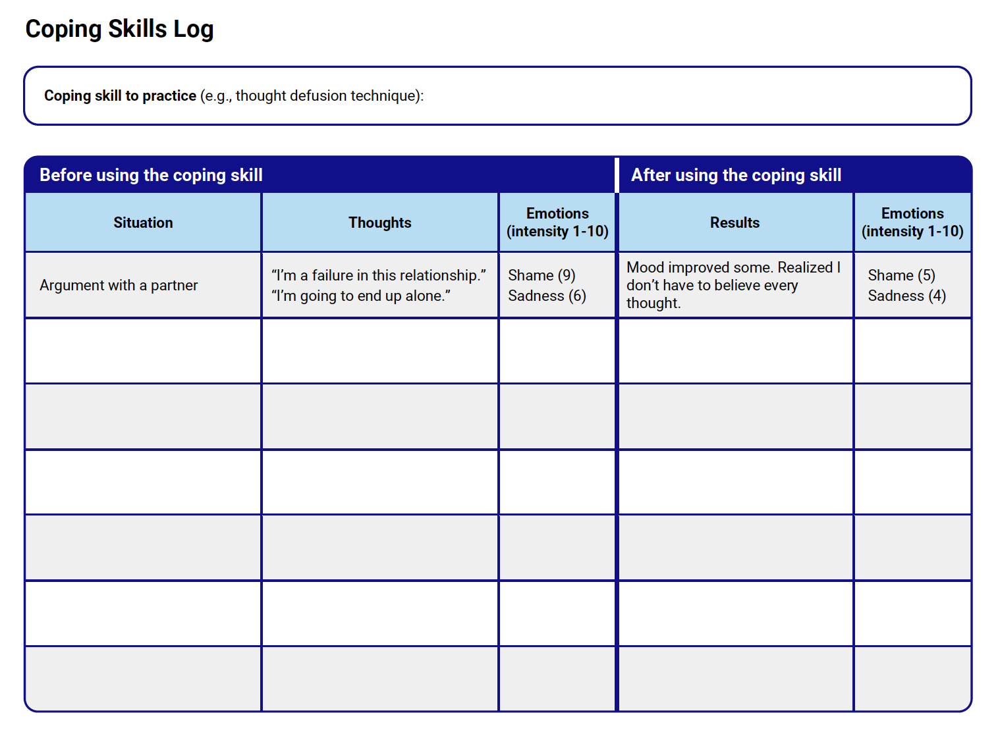 Coping Skills Log
Coping skill to practice (e.g., thought defusion technique):
Before using the coping skill
After using the coping skill
Situation
Thoughts
Emotions
(intensity 1-10)
Results
Emotions
(intensity 1-10)
Argument with a partner
“I’m a failure in this relationship.”
“I’m going to end up alone.”
Shame (9)
Sadness (6)
Mood improved some. Realized I
don’t have to believe every
thought.
Shame (5)
Sadness (4)